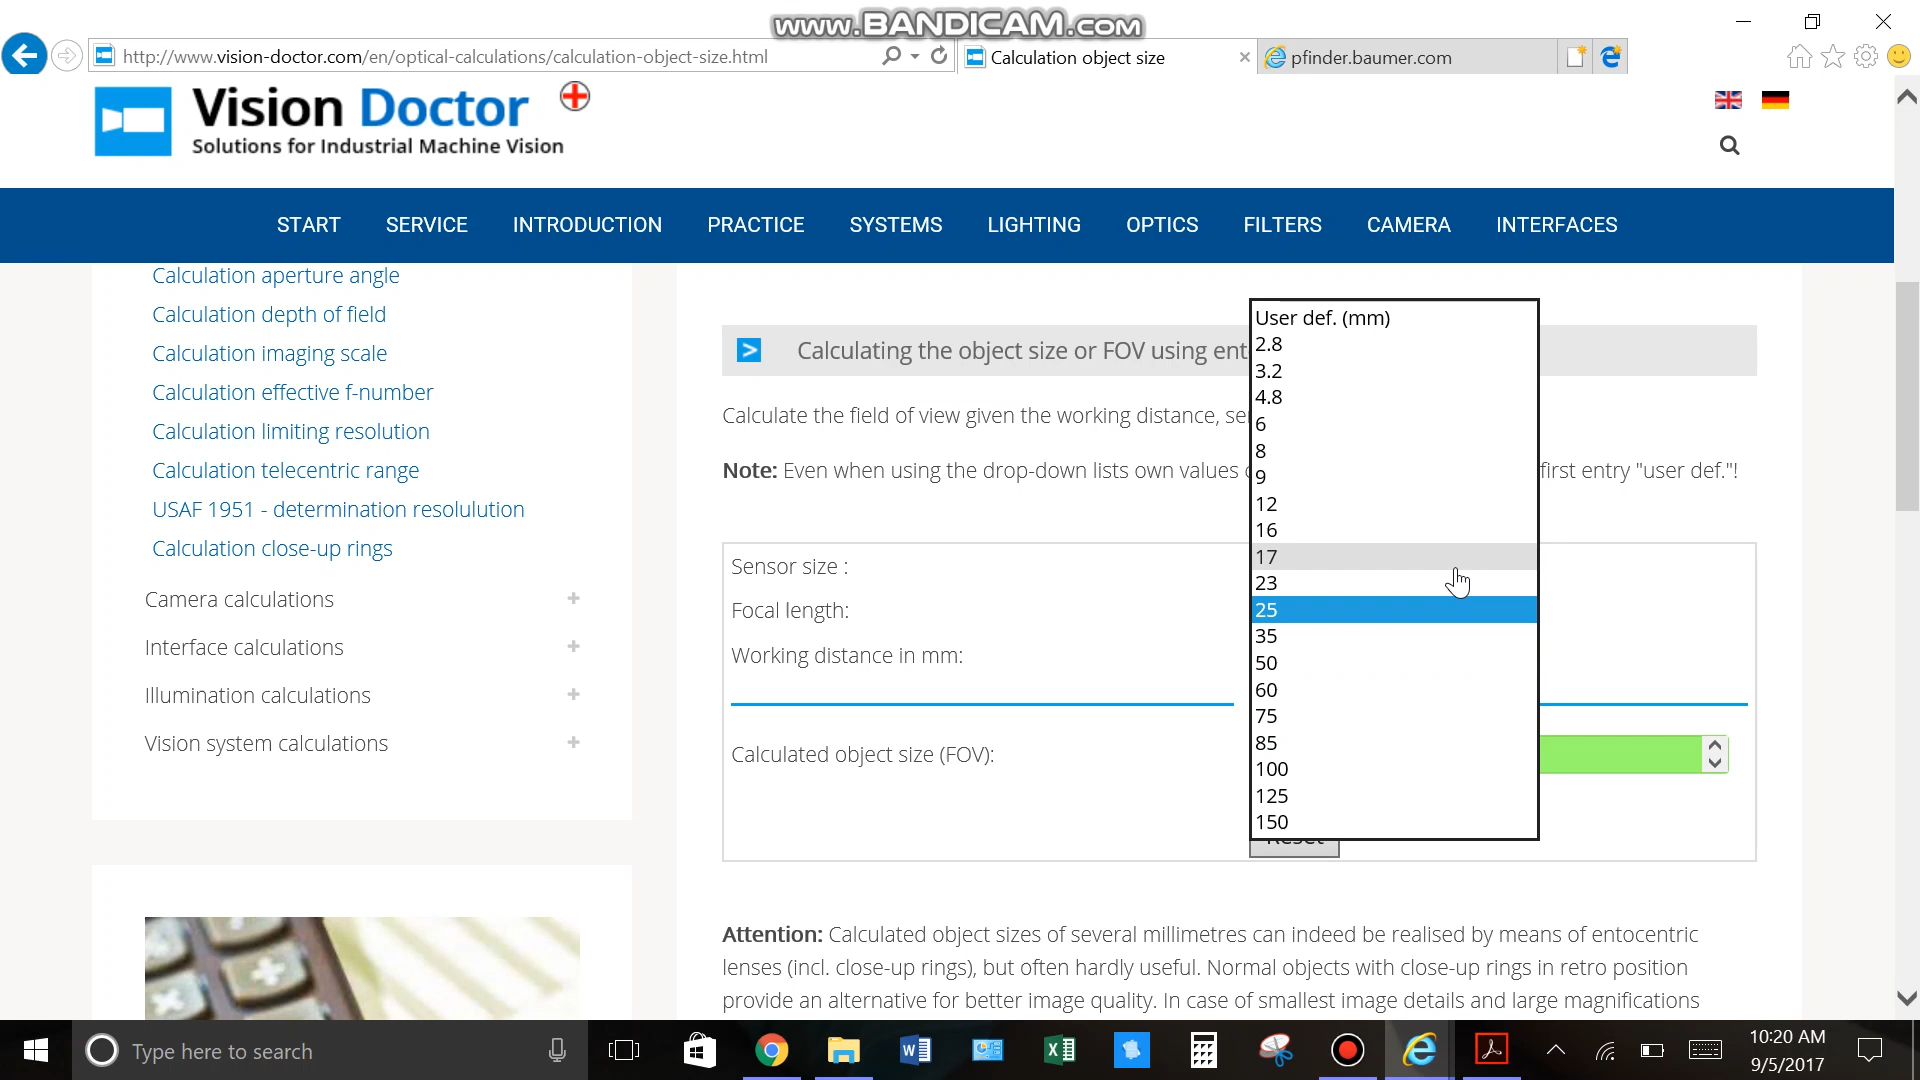 www.BANDICAM.com
http://www.vision-doctor.com/en/optical-calculations/calculation-object-size.html
Calculation object size
pfinder.baumer.com
Vision Doctor
Solutions for Industrial Machine Vision
START SERVICE INTRODUCTION PRACTICE SYSTEMS LIGHTING OPTICS FILTERS CAMERA INTERFACES
Calculation aperture angle
Calculation depth of field
Calculation imaging scale
Calculation effective f-number
Calculation limiting resolution
Calculation telecentric range
USAF 1951 - determination resolulution
Calculation close-up rings
Camera calculations
Interface calculations
Illumination calculations
Vision system calculations
Calculating the object size or FOV using ent
Calculate the field of view given the working distance, se
Note: Even when using the drop-down lists own values first entry "user def."!
Sensor size :
Focal length:
Working distance in mm:
Calculated object size (FOV):
User def. (mm)
2.8
3.2
4.8
6
8
9
12
16
17
23
25
35
50
60
75
85
100
125
150
Reset
Attention: Calculated object sizes of several millimetres can indeed be realised by means of entocentric
lenses (incl. close-up rings), but often hardly useful. Normal objects with close-up rings in retro position
provide an alternative for better image quality. In case of smallest image details and large magnifications
Type here to search
10:20 AM
9/5/2017